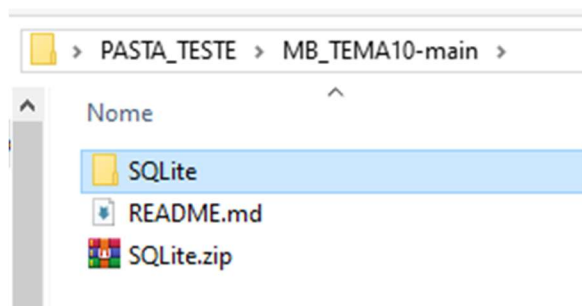 > PASTA_TESTE > MB_TEMA10-main >
Nome
SQLite
README.md
SQLite.zip